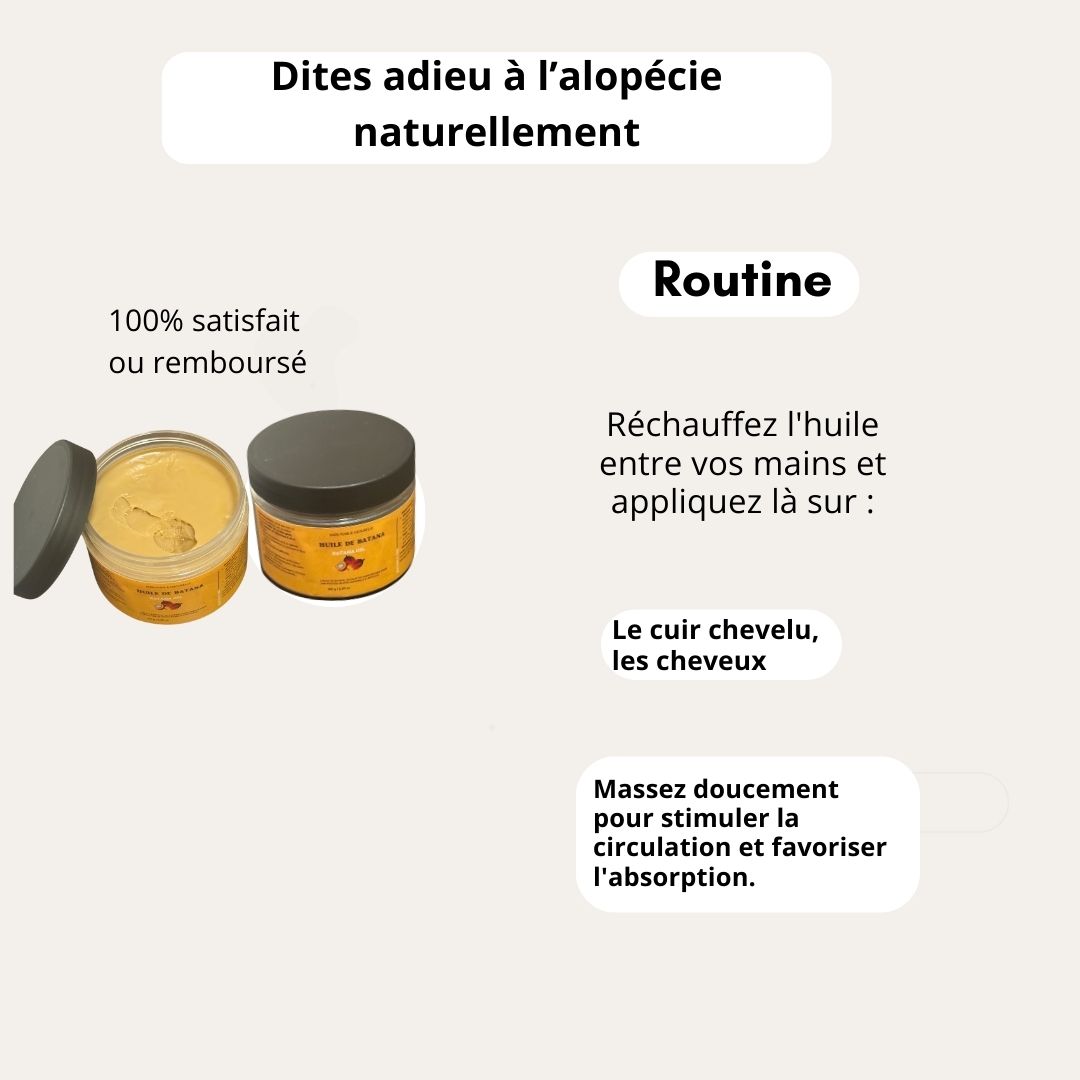 Dites adieu à l’alopécie
naturellement
Routine
100% satisfait
ou remboursé
Réchauffez l'huile
entre vos mains et
appliquez là sur :
HUILE DE BATANA
BATANA OIL
HUILE DE BATANA
BATANA OIL
Le cuir chevelu,
les cheveux
Massez doucement
pour stimuler la
circulation et favoriser
l'absorption.